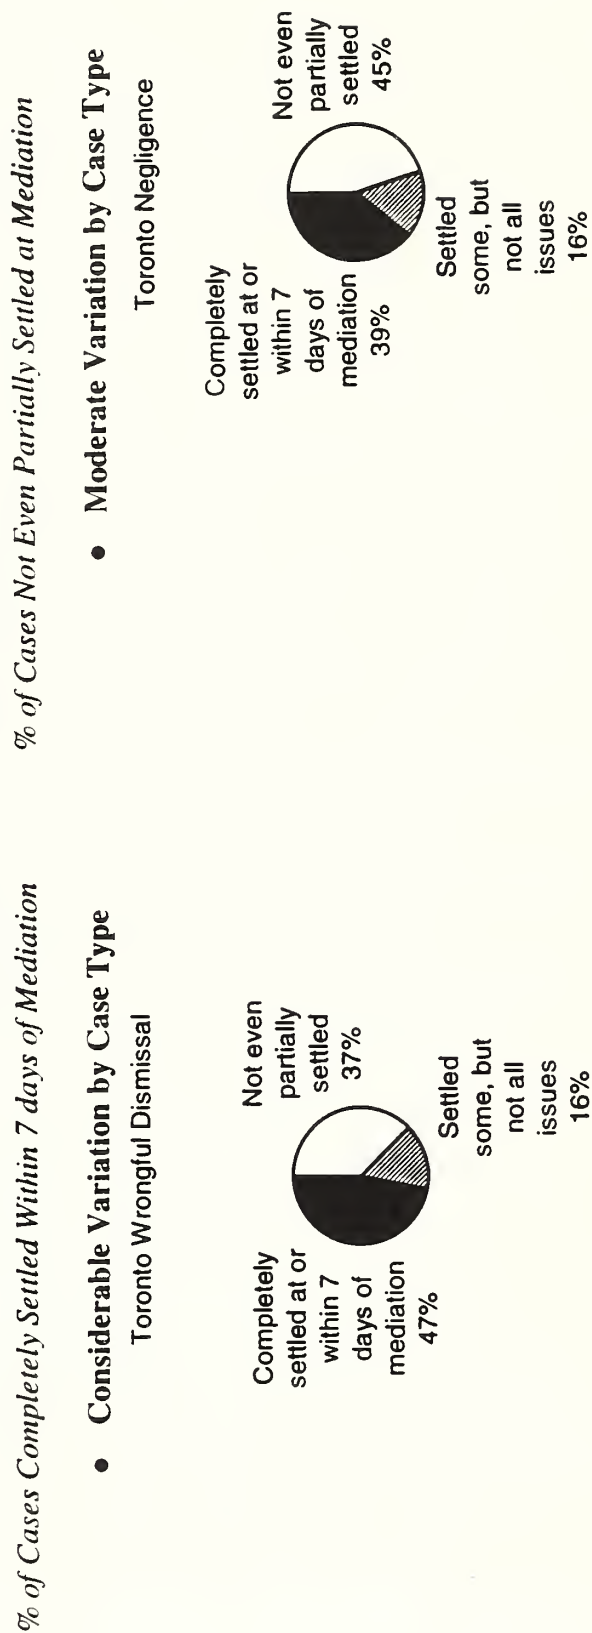 % of Cases Completely Settled Within 7 days of Mediation
• Considerable Variation by Case Type
Toronto Wrongful Dismissal
Completely
settled at or
within 7
days of
mediation
47%
Not even
partially
settled
37%
Settled
some, but
not all
issues
16%
% of Cases Not Even Partially Settled at Mediation
• Moderate Variation by Case Type
Toronto Negligence
Completely
settled at or
within 7
days of
mediation
39%
Not even
partially
settled
45%
Settled
some, but
not all
issues
16%